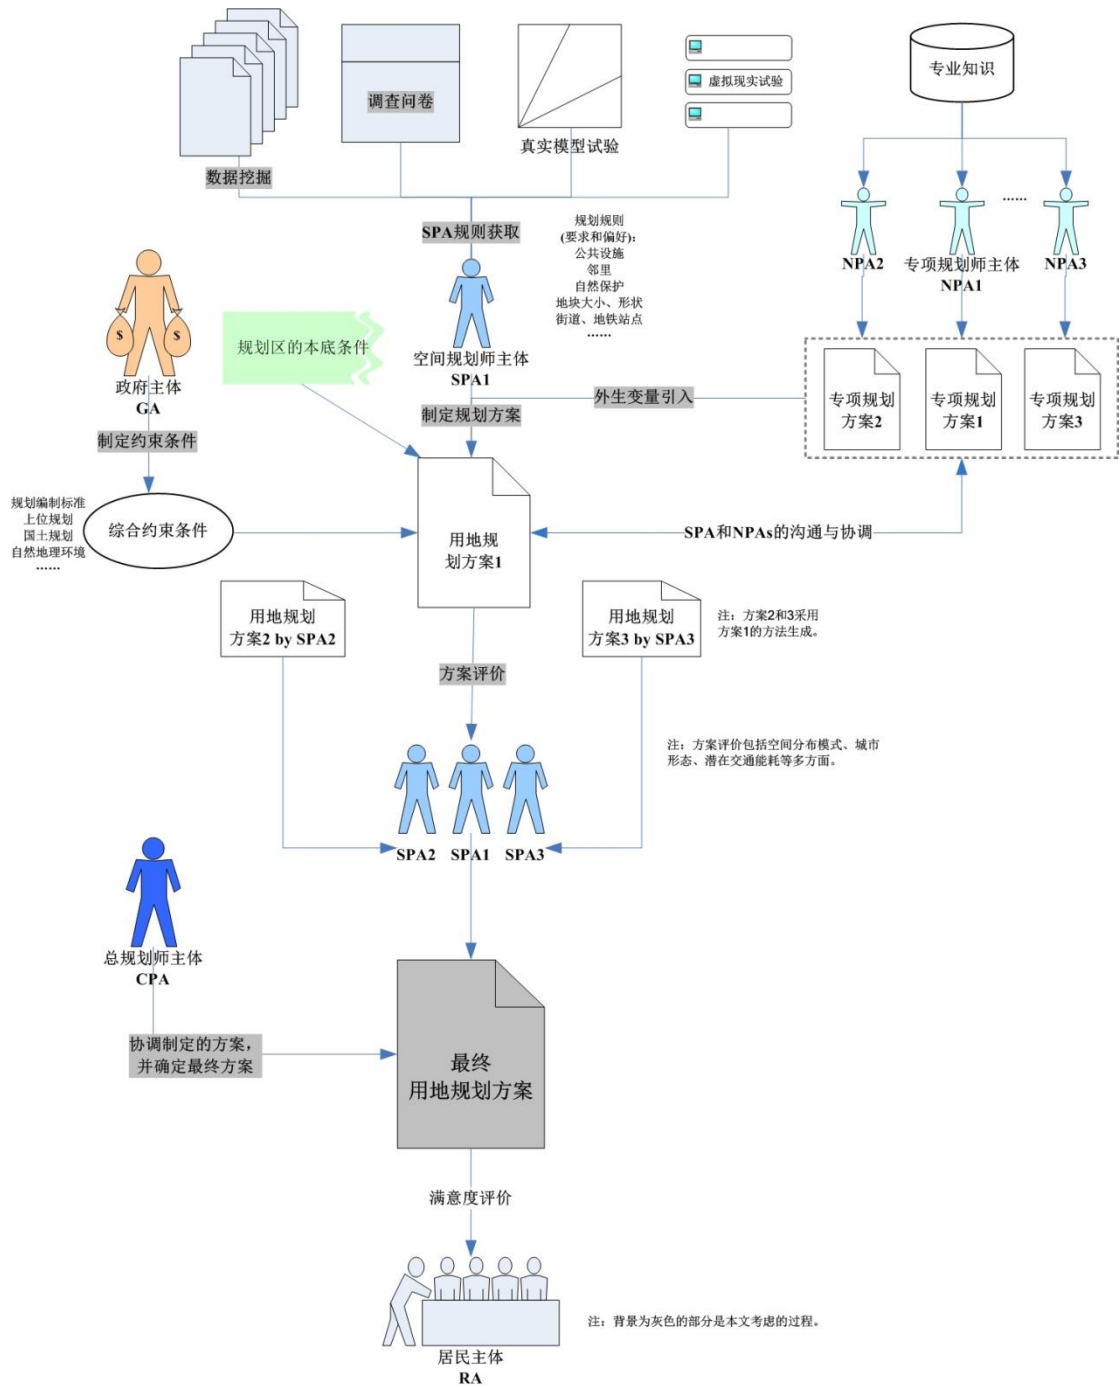 调查问卷
虚拟现实试验
专业知识
真实模型试验
数据挖掘
SPA规则获取
规划规则
(要求和偏好):
公共设施
邻里
自然保护
地块大小、形状
街道、地铁站点
......
......
NPA2
专项规划师主体
NPA1
NPA3
$
$
规划区的本底条件
空间规划师主体
SPA1
政府主体
GA
专项规划
方案2
专项规划
方案1
专项规划
方案3
外生变量引入
制定规划方案
制定约束条件
规划编制标准
上位规划
国土规划
自然地理环境
......
综合约束条件
用地规
划方案1
SPA和NPAs的沟通与协调
用地规划
方案2 by SPA2
用地规划
方案3 by SPA3
注：方案2和3采用
方案1的方法生成。
方案评价
注：方案评价包括空间分布模式、城市
形态、潜在交通能耗等多方面。
SPA2
SPA1
SPA3
总规划师主体
CPA
协调制定的方案，
并确定最终方案
最终
用地规划方案
满意度评价
注：背景为灰色的部分是本文考虑的过程。
居民主体
RA